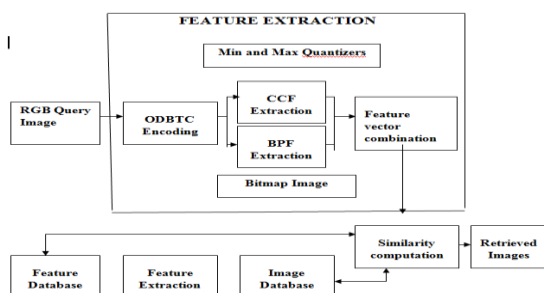 FEATURE EXTRACTION
Min and Max Quantizers
RGB Query
Image
ODBTC
Encoding
CCF
Extraction
BPF
Extraction
Feature
vector
combination
Bitmap Image
Similarity
computation
Retrieved
Images
Feature
Database
Feature
Extraction
Image
Database